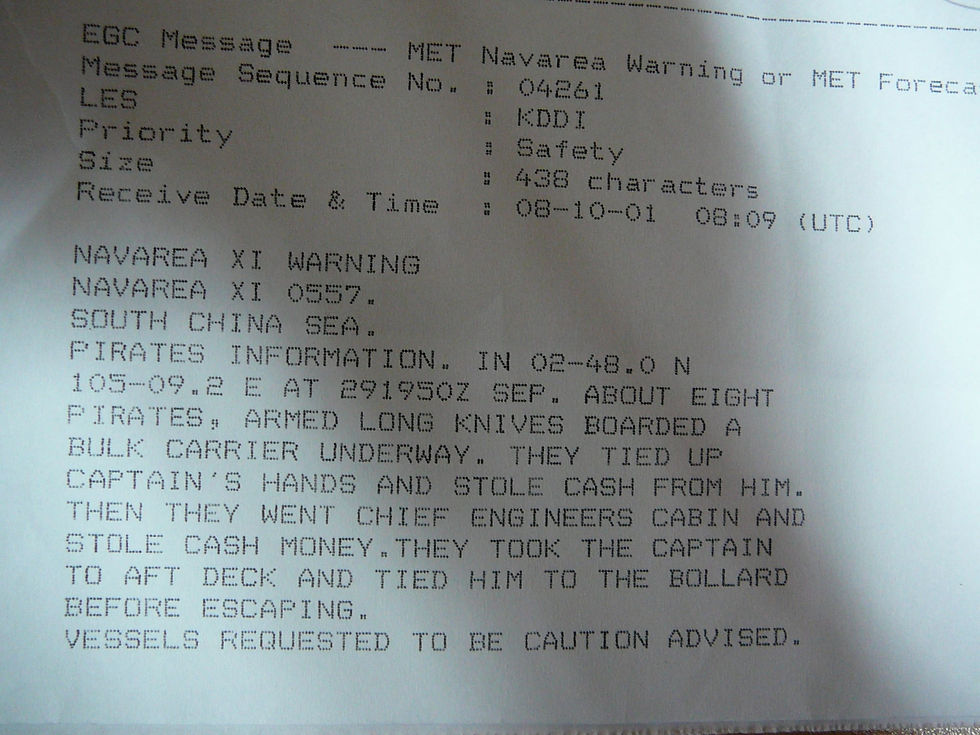 EGC Message ---- MET Navarea Warning or MET Foreca
Message Sequence No. : 04261
LES : KDDI
Priority : Safety
Size : 438 characters
Receive Date & Time : 08-10-01 08:09 (UTC)
NAVAREA XI WARNING
NAVAREA XI 0557.
SOUTH CHINA SEA.
PIRATES INFORMATION. IN 02-48.0 N
105-09.2 E AT 291950Z SEP. ABOUT EIGHT
PIRATES, ARMED LONG KNIVES BOARDED A
BULK CARRIER UNDERWAY. THEY TIED UP
CAPTAIN'S HANDS AND STOLE CASH FROM HIM.
THEN THEY WENT CHIEF ENGINEERS CABIN AND
STOLE CASH MONEY.THEY TOOK THE CAPTAIN
TO AFT DECK AND TIED HIM TO THE BOLLARD
BEFORE ESCAPING.
VESSELS REQUESTED TO BE CAUTION ADVISED.